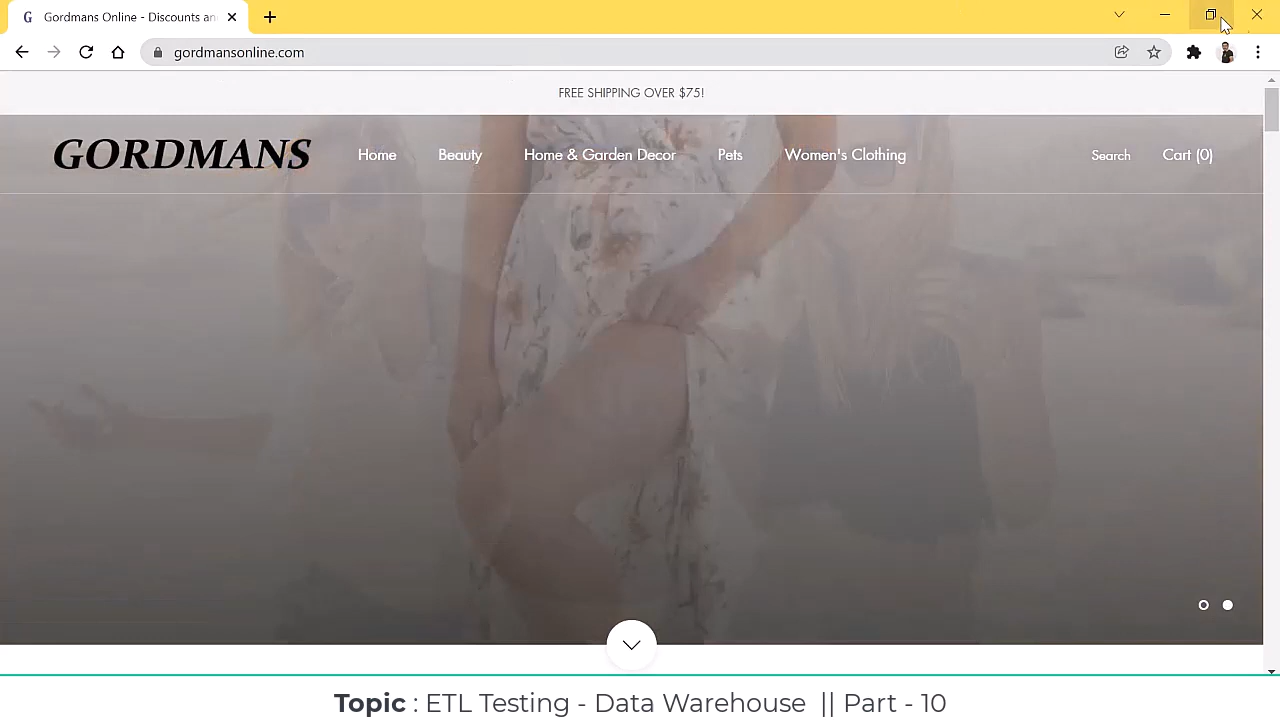 Gordmans Online - Discounts an
gordmansonline.com
FREE SHIPPING OVER $75!
GORDMANS Home Beauty Home & Garden Decor Pets Women's Clothing Search Cart (0)
Topic : ETL Testing - Data Warehouse || Part - 10